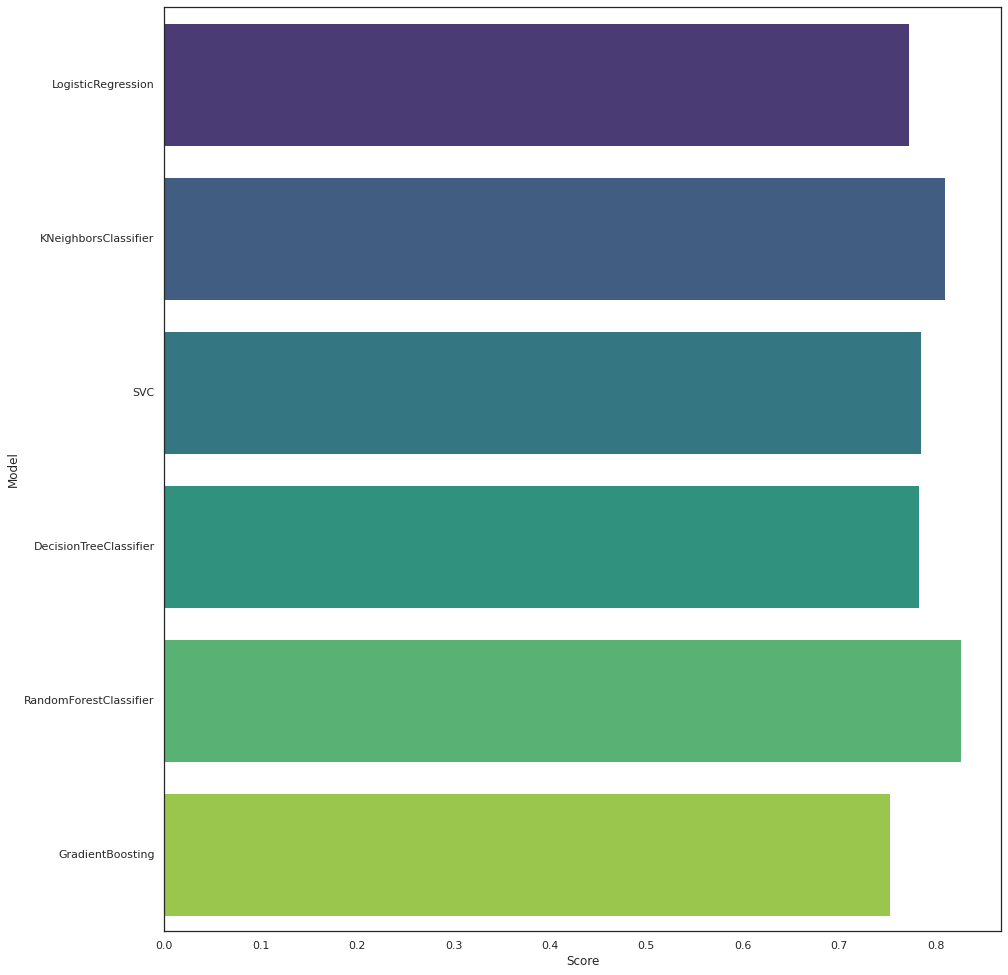 LogisticRegression
KNeighborsClassifier
SVC
DecisionTreeClassifier
RandomForestClassifier
GradientBoosting
Model
0.0 0.1 0.2 0.3 0.4 0.5 0.6 0.7 0.8
Score